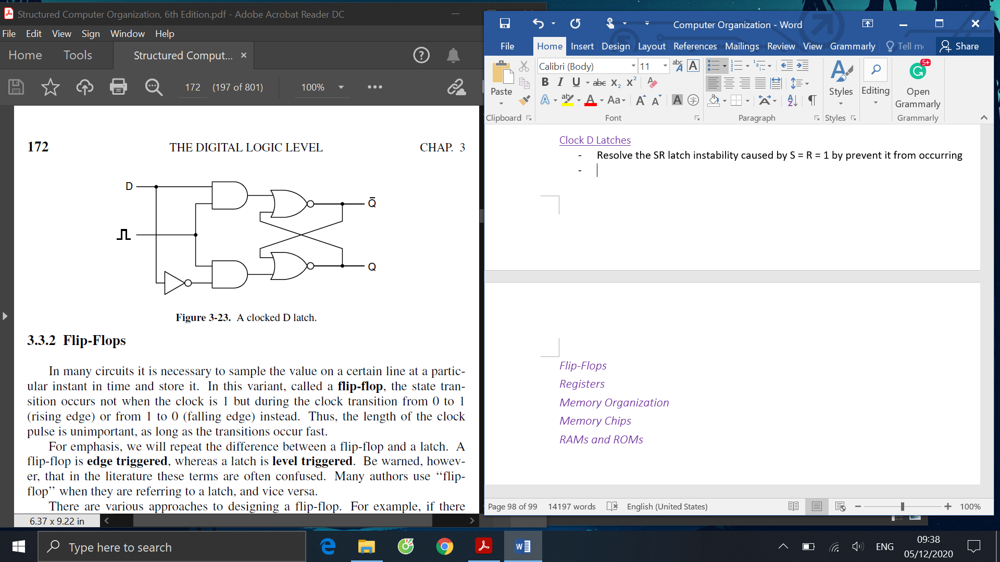 Structured Computer Organization, 6th Edition.pdf - Adobe Acrobat Reader DC
File Edit View Sign Window Help
Home Tools Structured Comput... ×
172 (197 of 801) 100%
172 THE DIGITAL LOGIC LEVEL CHAP. 3
D
Q̄
Q
Figure 3-23. A clocked D latch.
3.3.2 Flip-Flops
In many circuits it is necessary to sample the value on a certain line at a partic-
ular instant in time and store it. In this variant, called a flip-flop, the state tran-
sition occurs not when the clock is 1 but during the clock transition from 0 to 1
(rising edge) or from 1 to 0 (falling edge) instead. Thus, the length of the clock
pulse is unimportant, as long as the transitions occur fast.
For emphasis, we will repeat the difference between a flip-flop and a latch. A
flip-flop is edge triggered, whereas a latch is level triggered. Be warned, howev-
er, that in the literature these terms are often confused. Many authors use ‘‘flip-
flop’’ when they are referring to a latch, and vice versa.
There are various approaches to designing a flip-flop. For example, if there
6.37 x 9.22 in
Computer Organization - Word
File Home Insert Design Layout References Mailings Review View Grammarly Tell m Share
Calibri (Body) 11
Paste
B I U abc X₂ X²
A ab A Aa A A A
Styles Editing Open Grammarly
5+
Clipboard Font Paragraph Styles Grammarly
Clock D Latches
- Resolve the SR latch instability caused by S = R = 1 by prevent it from occurring
-
Flip-Flops
Registers
Memory Organization
Memory Chips
RAMs and ROMs
Page 98 of 99 14197 words English (United States) 100%
Type here to search
ENG
09:38
05/12/2020